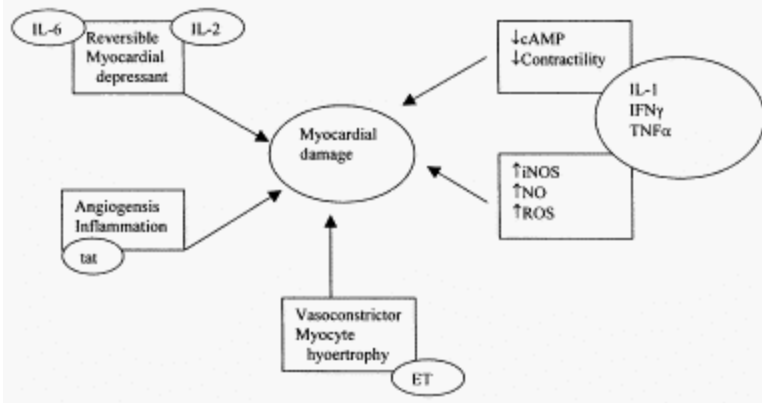 IL-6
IL-2
Reversible
Myocardial
depressant
↓cAMP
↓Contractility
IL-1
IFNγ
TNFα
Myocardial
damage
Angiogensis
Inflammation
tat
↑iNOS
↑NO
↑ROS
Vasoconstrictor
Myocyte
hyoertrophy
ET